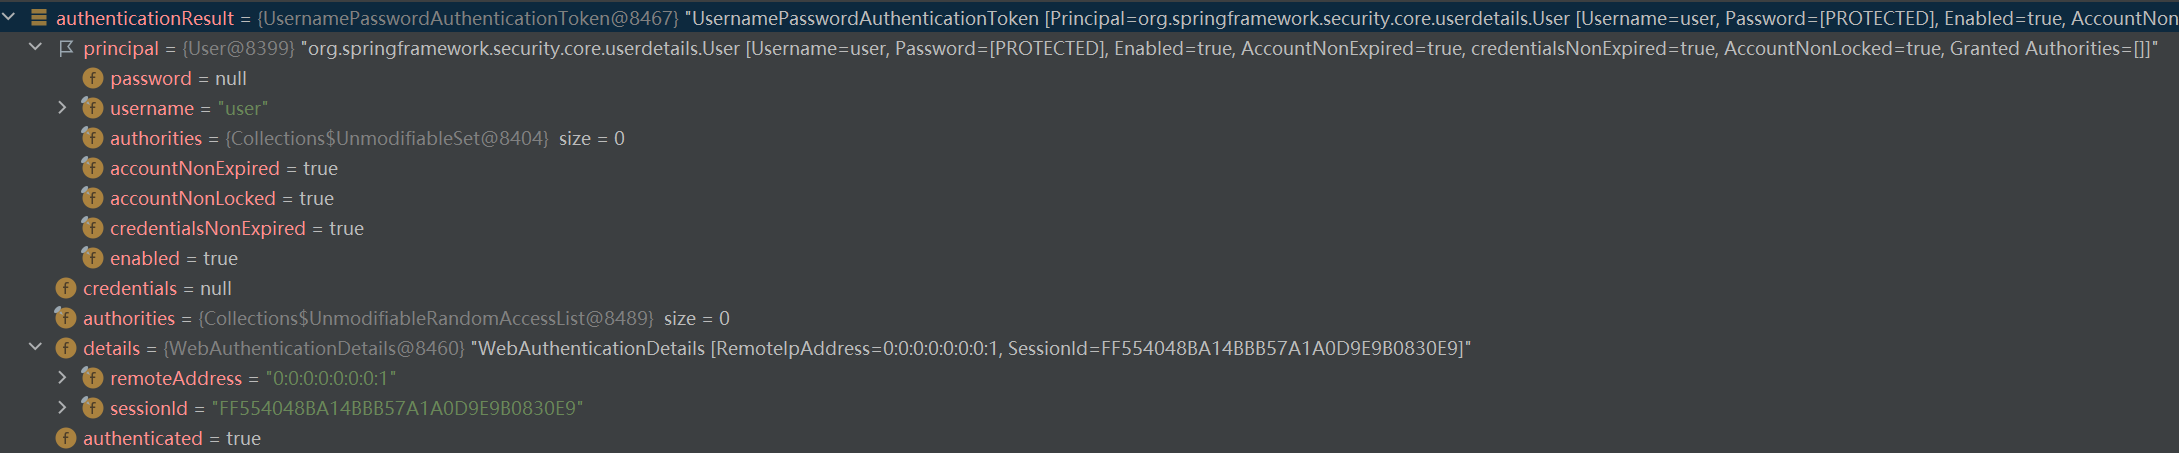 authenticationResult = {UsernamePasswordAuthenticationToken@8467} "UsernamePasswordAuthenticationToken [Principal=org.springframework.security.core.userdetails.User [Username=user, Password=[PROTECTED], Enabled=true, AccountNon
principal = {User@8399} "org.springframework.security.core.userdetails.User [Username=user, Password=[PROTECTED], Enabled=true, AccountNonExpired=true, credentialsNonExpired=true, AccountNonLocked=true, Granted Authorities=[]]"
f password = null
f username = "user"
f authorities = {Collections$UnmodifiableSet@8404} size = 0
f accountNonExpired = true
f accountNonLocked = true
f credentialsNonExpired = true
f enabled = true
f credentials = null
f authorities = {Collections$UnmodifiableRandomAccessList@8489} size = 0
f details = {WebAuthenticationDetails@8460} "WebAuthenticationDetails [RemoteIpAddress=0:0:0:0:0:0:0:1, SessionId=FF554048BA14BBB57A1A0D9E9B0830E9]"
f remoteAddress = "0:0:0:0:0:0:0:1"
f sessionId = "FF554048BA14BBB57A1A0D9E9B0830E9"
f authenticated = true